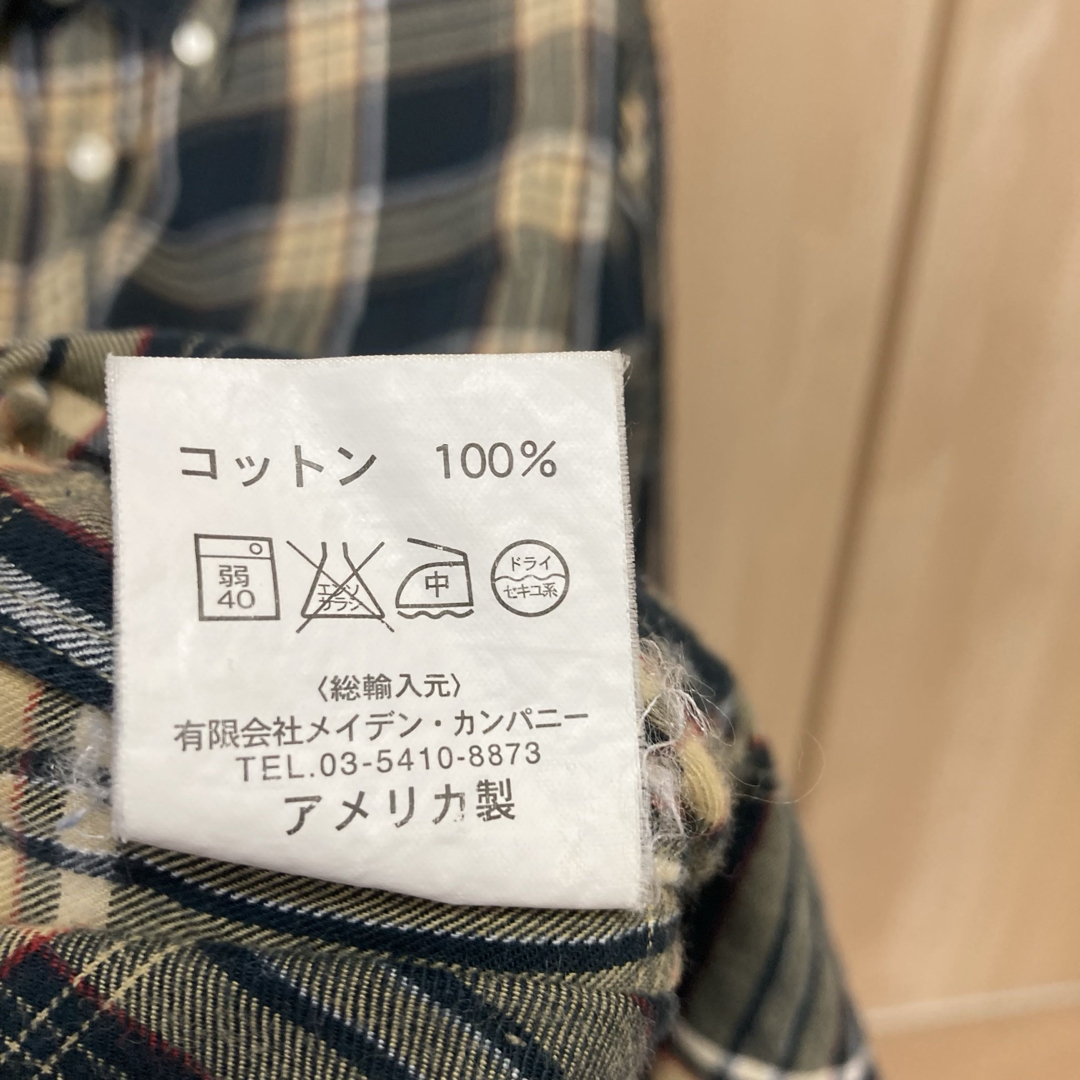 コットン 100%
弱
40
エンソ
サラシ
中
ドライ
セキユ系
〈総輸入元〉
有限会社メイデン・カンパニー
TEL.03-5410-8873
アメリカ製